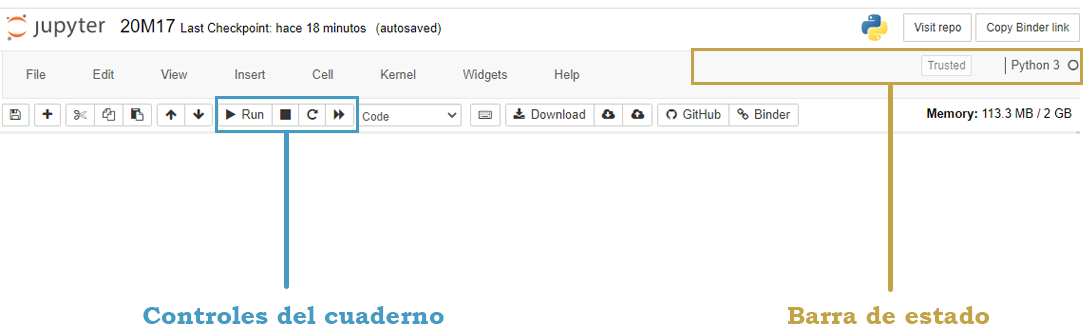 jupyter 20M17 Last Checkpoint: hace 18 minutos (autosaved) Visit repo Copy Binder link
File Edit View Insert Cell Kernel Widgets Help Trusted Python 3
Run Code Download GitHub Binder Memory: 113.3 MB / 2 GB
Controles del cuaderno Barra de estado